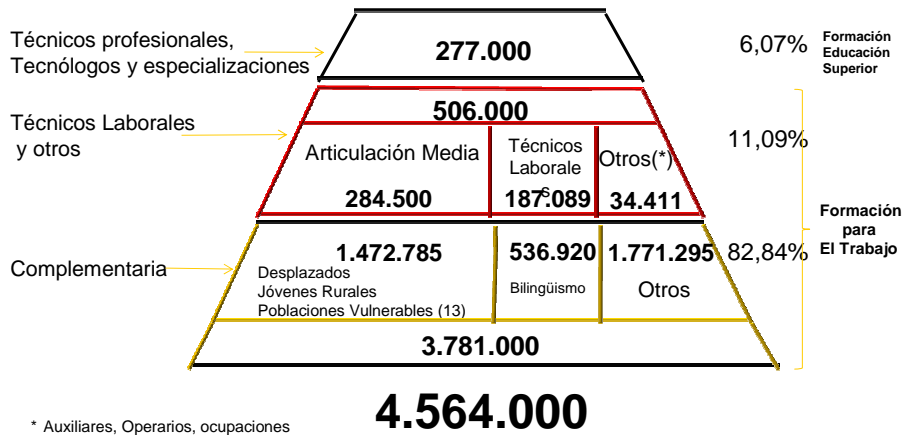 Técnicos profesionales,
Tecnólogos y especializaciones
277.000
6,07%
Formación
Educación
Superior
Técnicos Laborales
y otros
506.000
11,09%
Articulación Media
284.500
Técnicos
Laborale
s
187.089
Otros(*)
34.411
Formación
para
El Trabajo
Complementaria
1.472.785
Desplazados
Jóvenes Rurales
Poblaciones Vulnerables (13)
536.920
Bilingüismo
1.771.295
Otros
82,84%
3.781.000
4.564.000
* Auxiliares, Operarios, ocupaciones